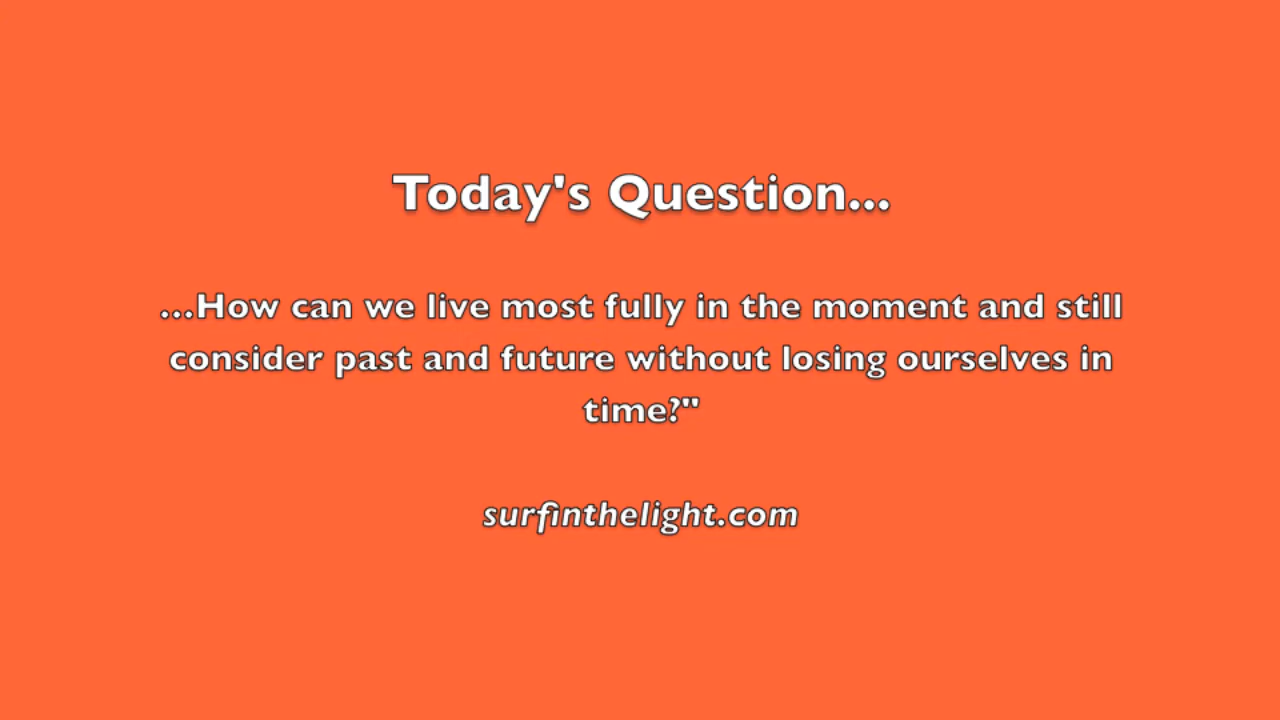 Today's Question...
...How can we live most fully in the moment and still
consider past and future without losing ourselves in
time?"
surfinthelight.com